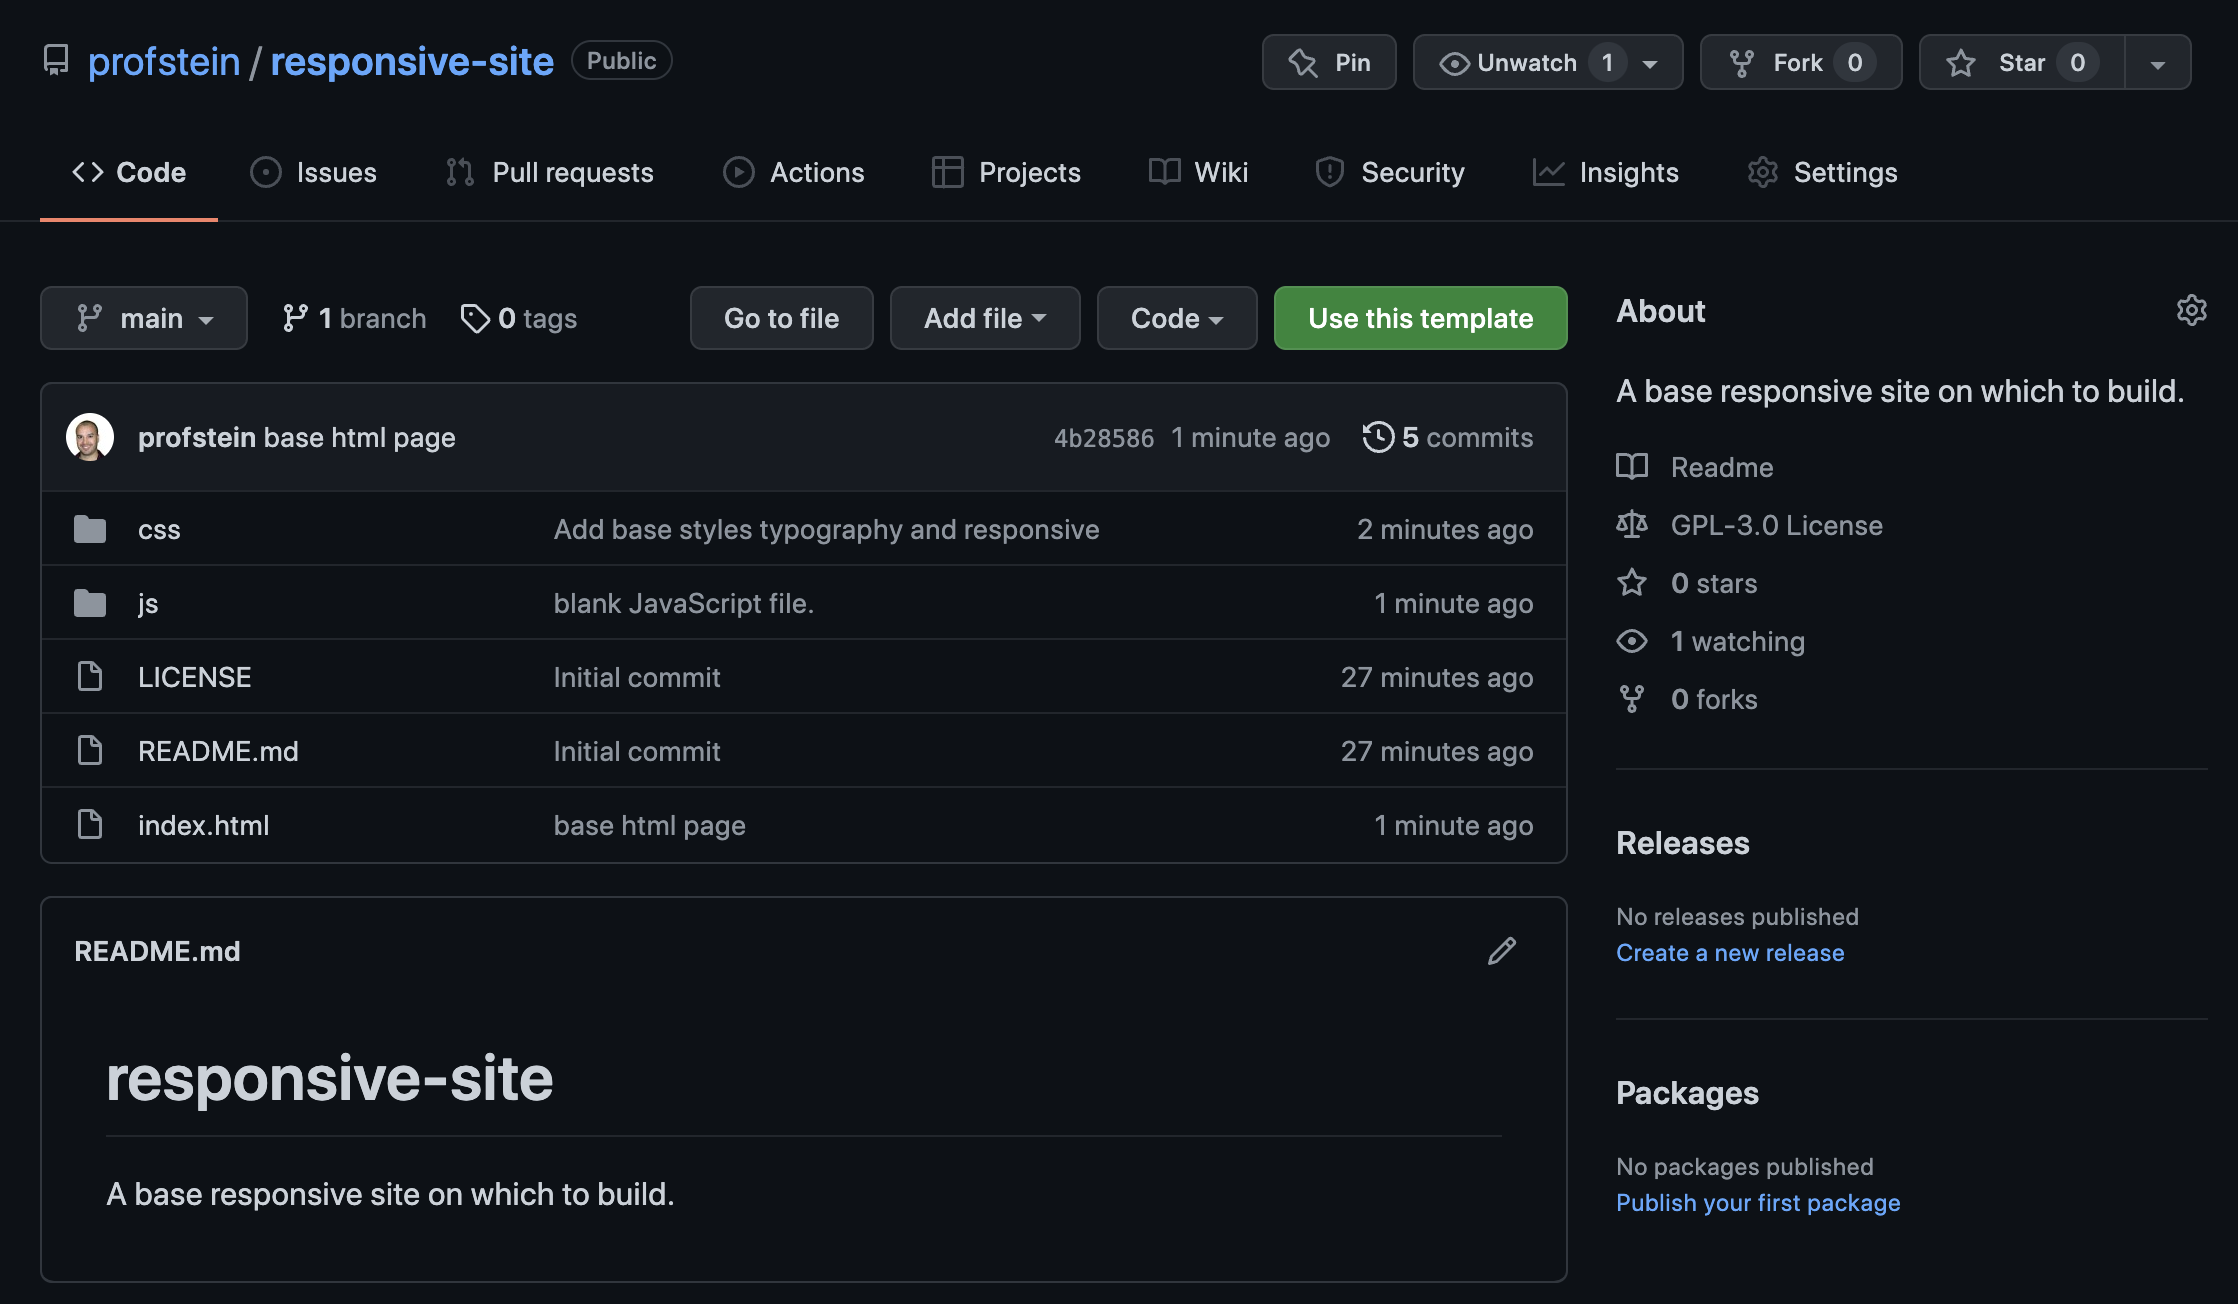 profstein / responsive-site Public Pin Unwatch 1 Fork 0 Star 0
Code Issues Pull requests Actions Projects Wiki Security Insights Settings
main 1 branch 0 tags Go to file Add file Code Use this template
profstein base html page 4b28586 1 minute ago 5 commits
css Add base styles typography and responsive 2 minutes ago
js blank JavaScript file. 1 minute ago
LICENSE Initial commit 27 minutes ago
README.md Initial commit 27 minutes ago
index.html base html page 1 minute ago
README.md
responsive-site
A base responsive site on which to build.
About
A base responsive site on which to build.
Readme
GPL-3.0 License
0 stars
1 watching
0 forks
Releases
No releases published
Create a new release
Packages
No packages published
Publish your first package